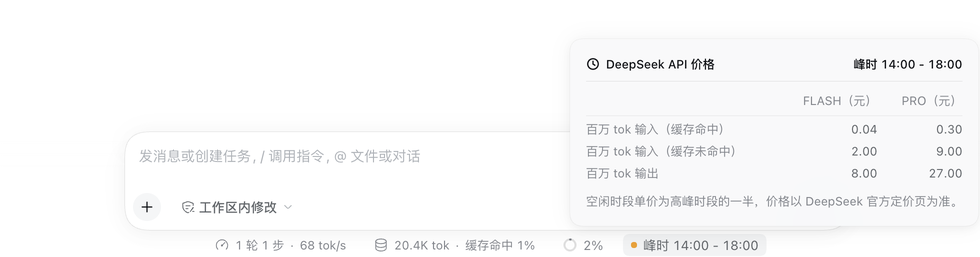 DeepSeek API 价格 峰时 14:00 - 18:00
FLASH（元） PRO（元）
百万 tok 输入（缓存命中） 0.04 0.30
百万 tok 输入（缓存未命中） 2.00 9.00
百万 tok 输出 8.00 27.00
空闲时段单价为高峰时段的一半，价格以 DeepSeek 官方定价页为准。
发消息或创建任务, / 调用指令, @ 文件或对话
工作区内修改
1 轮 1 步 · 68 tok/s 20.4K tok · 缓存命中 1% 2% 峰时 14:00 - 18:00